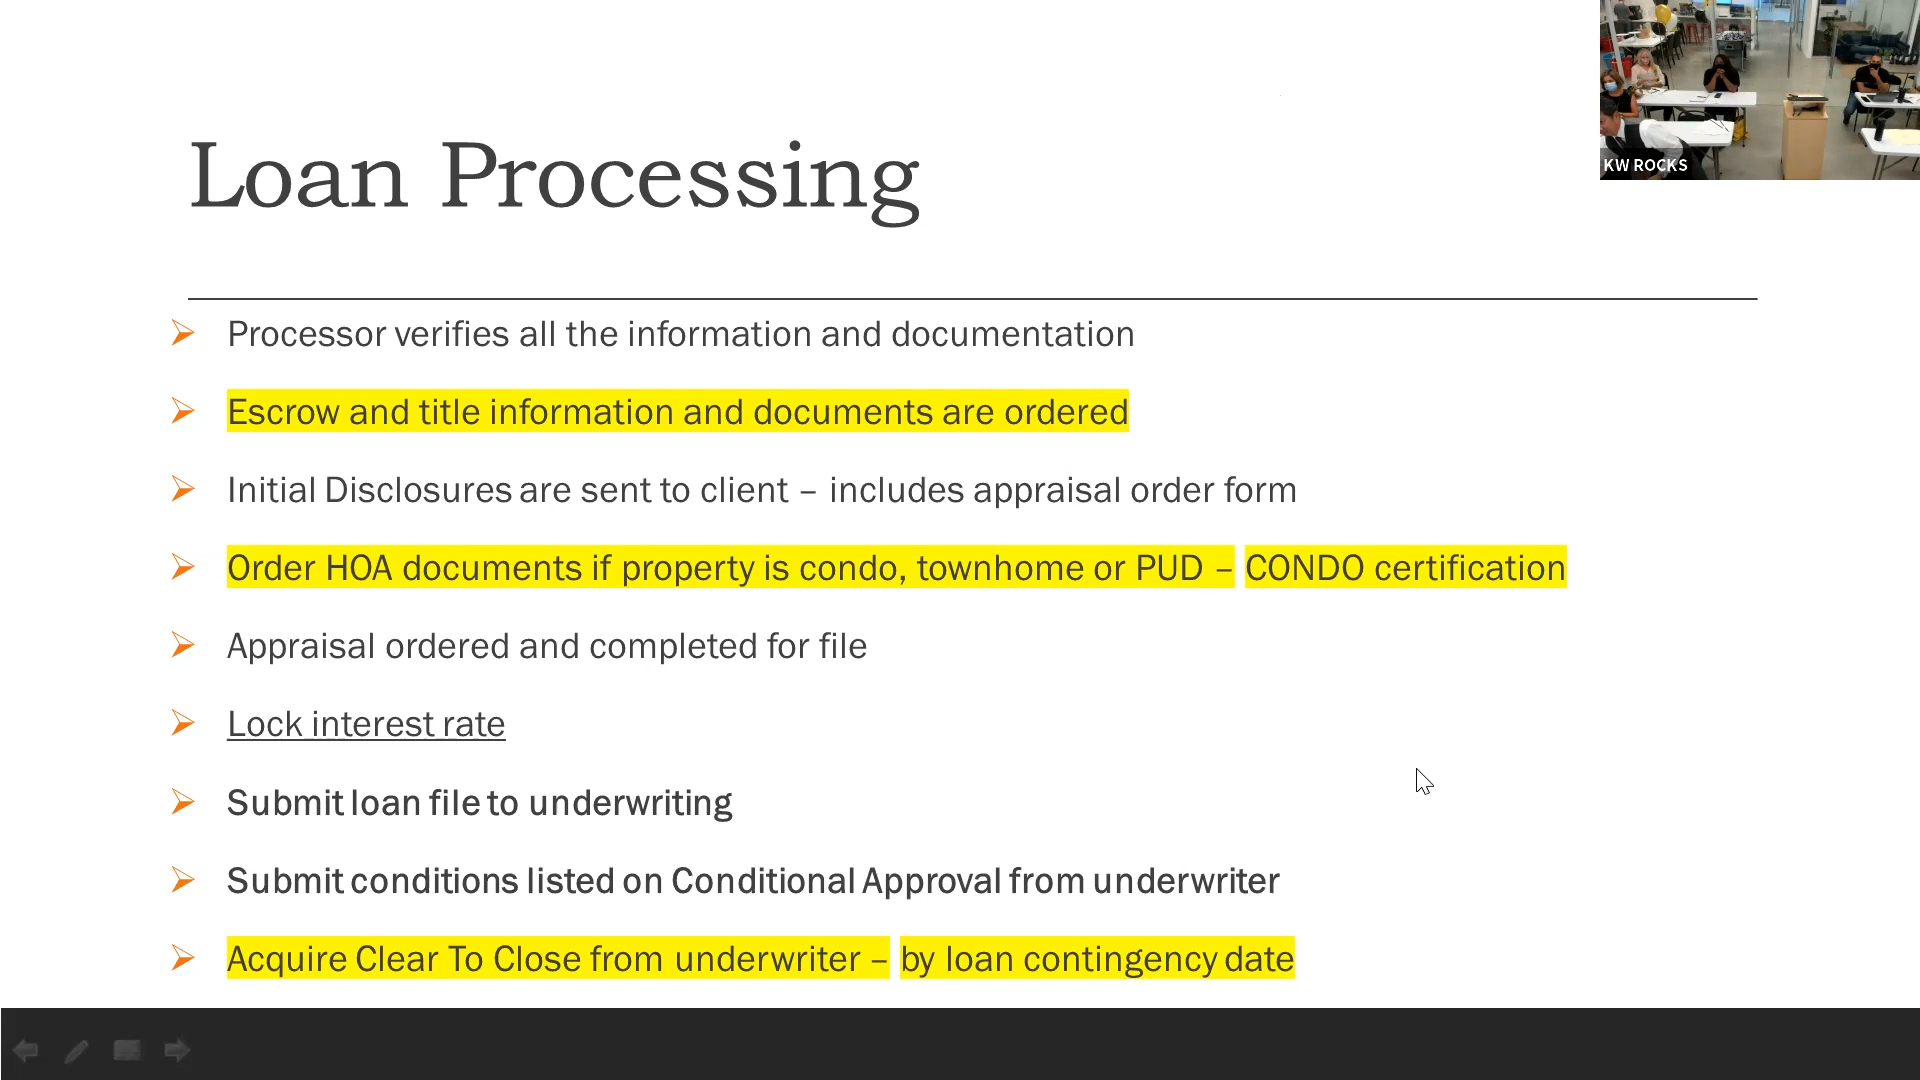 KW ROCKS
Loan Processing
Processor verifies all the information and documentation
Escrow and title information and documents are ordered
Initial Disclosures are sent to client – includes appraisal order form
Order HOA documents if property is condo, townhome or PUD – CONDO certification
Appraisal ordered and completed for file
Lock interest rate
Submit loan file to underwriting
Submit conditions listed on Conditional Approval from underwriter
Acquire Clear To Close from underwriter – by loan contingency date